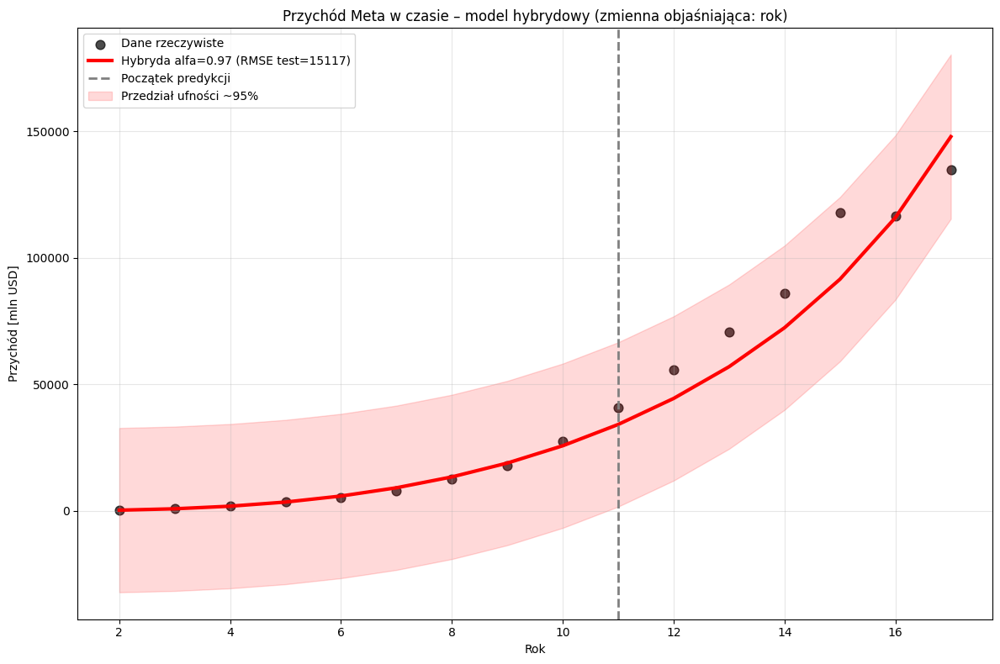 Przychód Meta w czasie – model hybrydowy (zmienna objaśniająca: rok)
Dane rzeczywiste
Hybryda alfa=0.97 (RMSE test=15117)
Początek predykcji
Przedział ufności ~95%
Przychód [mln USD]
150000
100000
50000
0
2 4 6 8 10 12 14 16
Rok